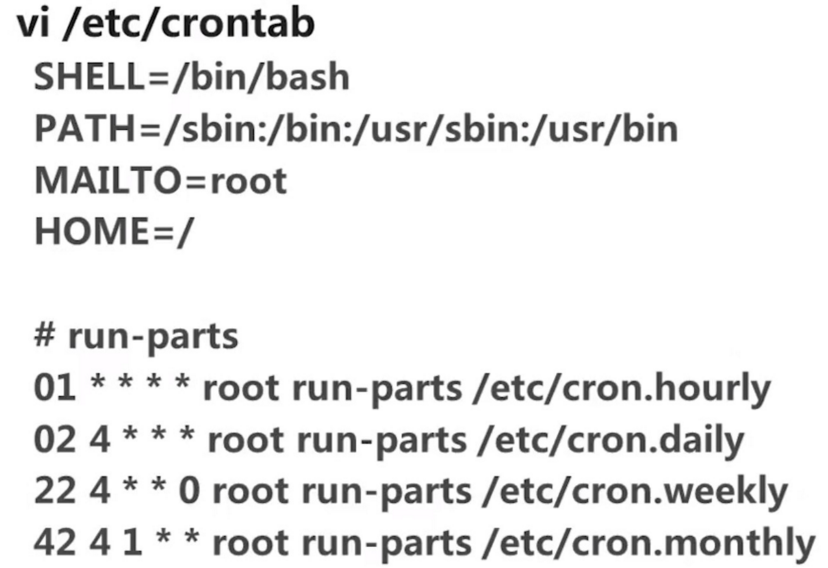 vi /etc/crontab
SHELL=/bin/bash
PATH=/sbin:/bin:/usr/sbin:/usr/bin
MAILTO=root
HOME=/
# run-parts
01 * * * * root run-parts /etc/cron.hourly
02 4 * * * root run-parts /etc/cron.daily
22 4 * * 0 root run-parts /etc/cron.weekly
42 4 1 * * root run-parts /etc/cron.monthly